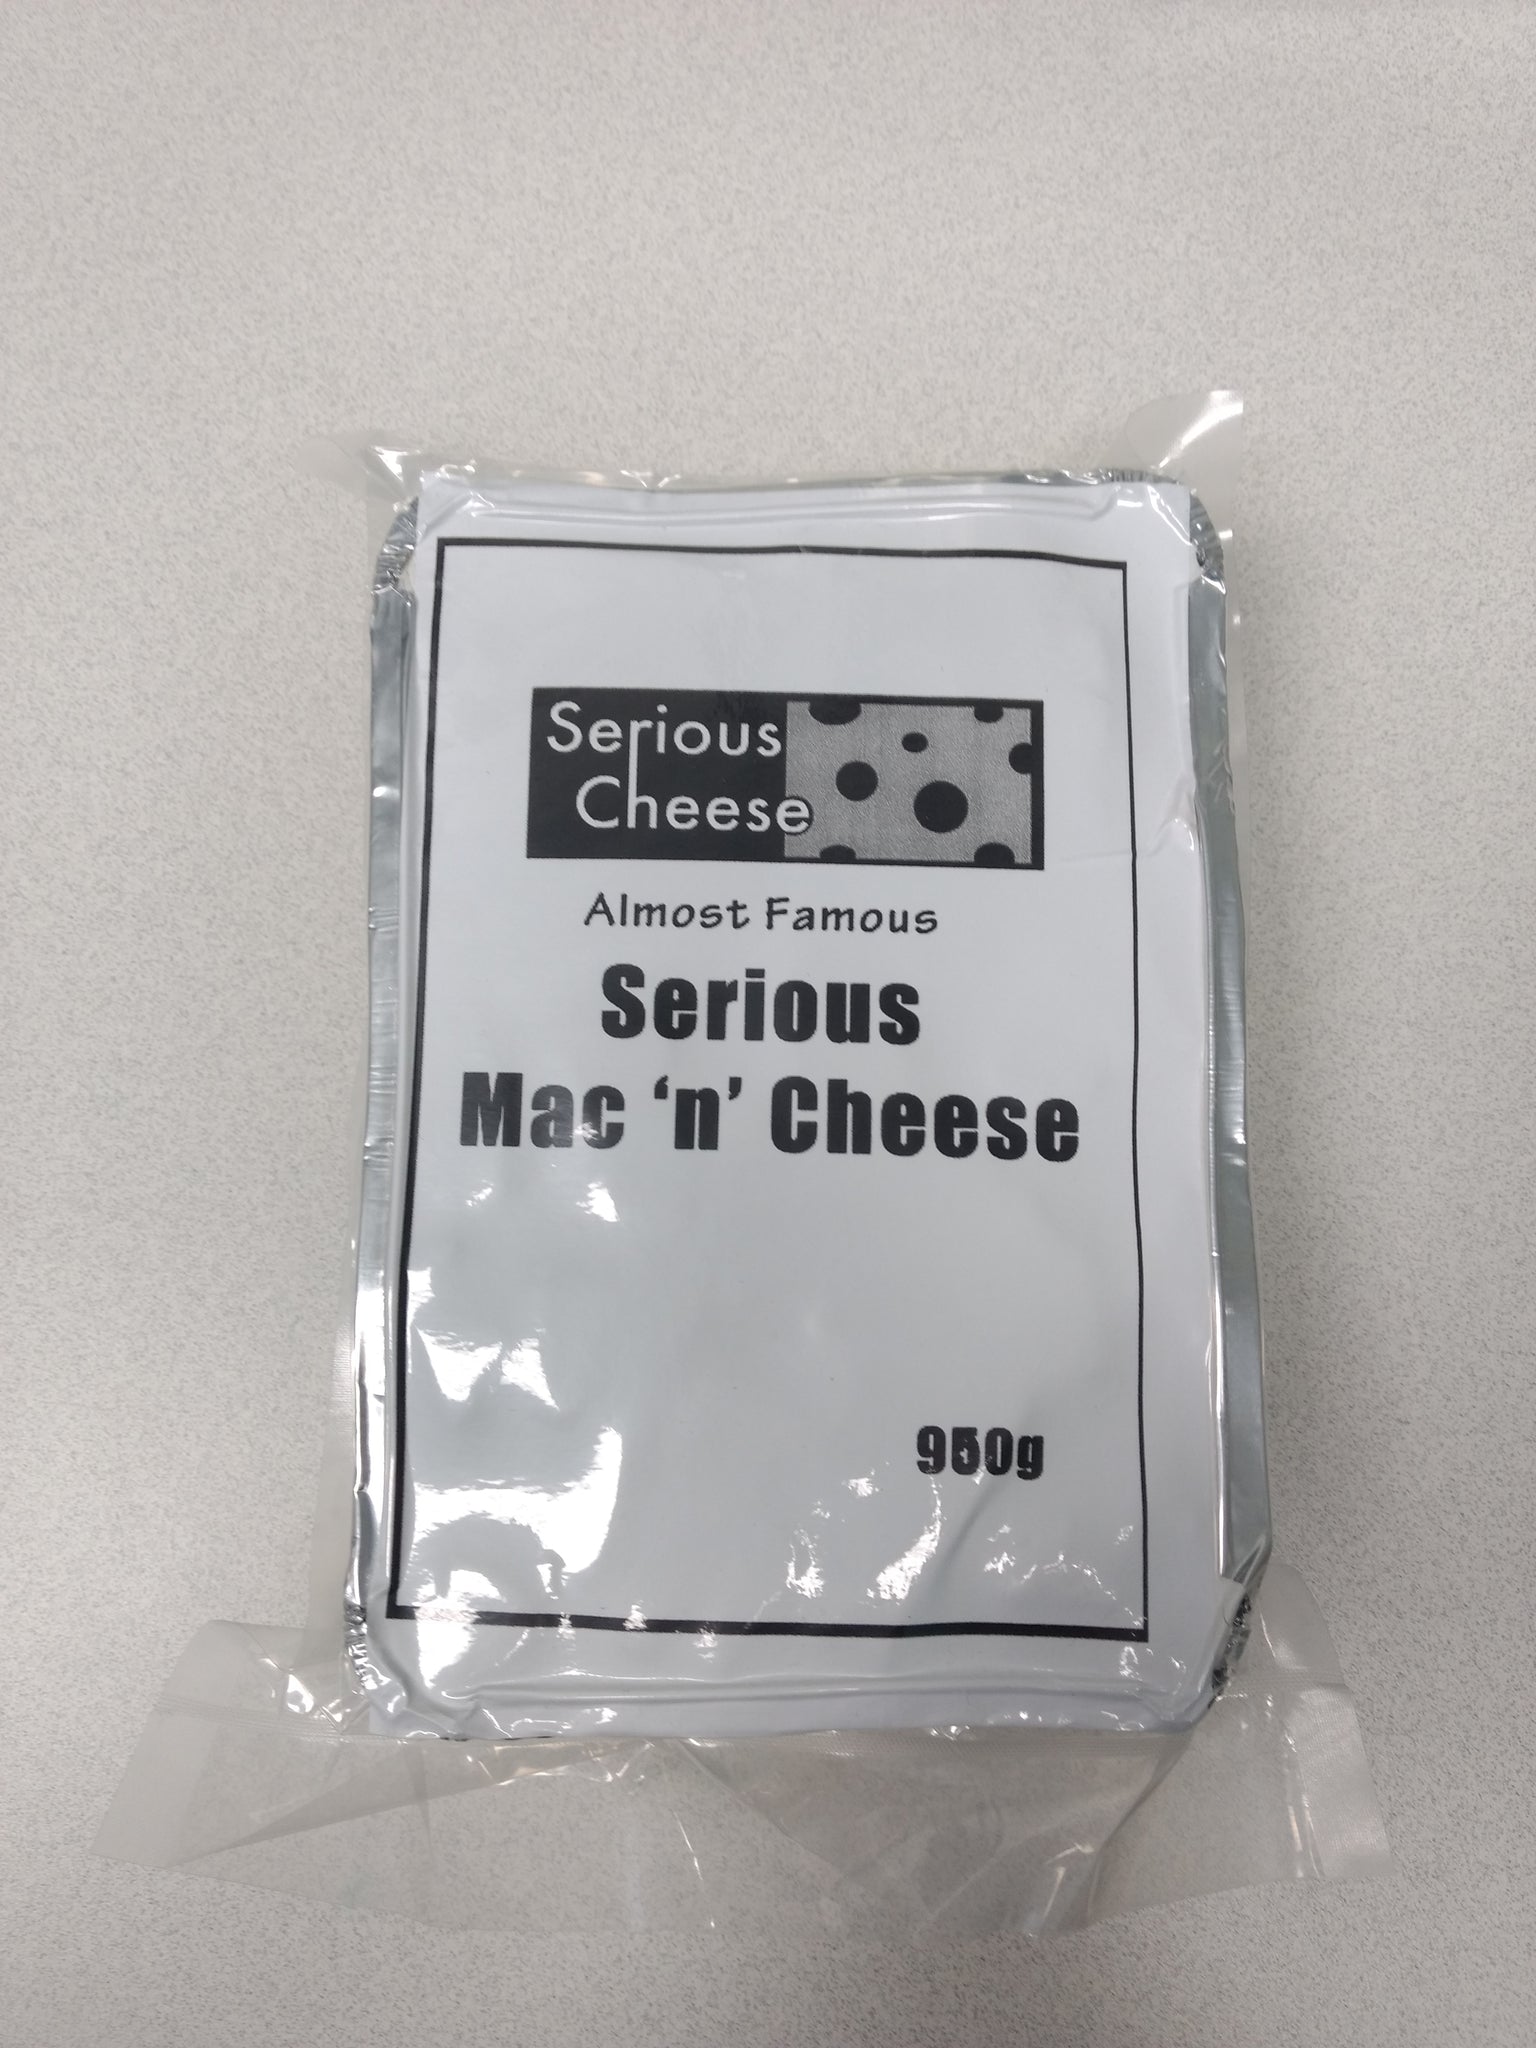 Serious
Cheese
Almost Famous
Serious
Mac ‘n’ Cheese
950g